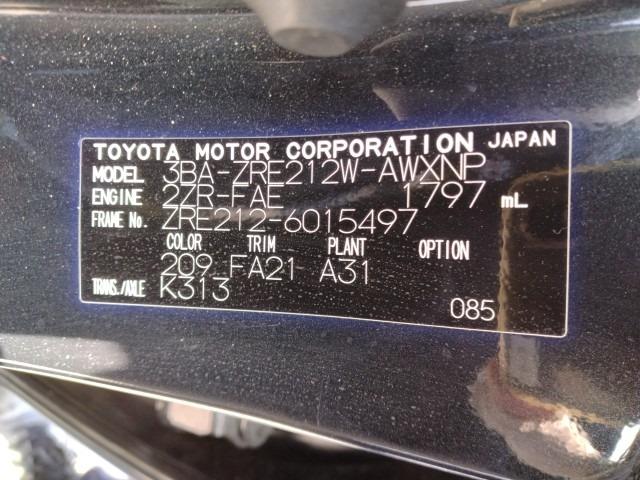 TOYOTA MOTOR CORPORATION JAPAN
MODEL 3BA-ZRE212W-AWXNP
ENGINE 2ZR-FAE 1797 mL
FRAME No. ZRE212-6015497
COLOR TRIM PLANT OPTION
209 FA21 A31
TRANS./AXLE K313
085